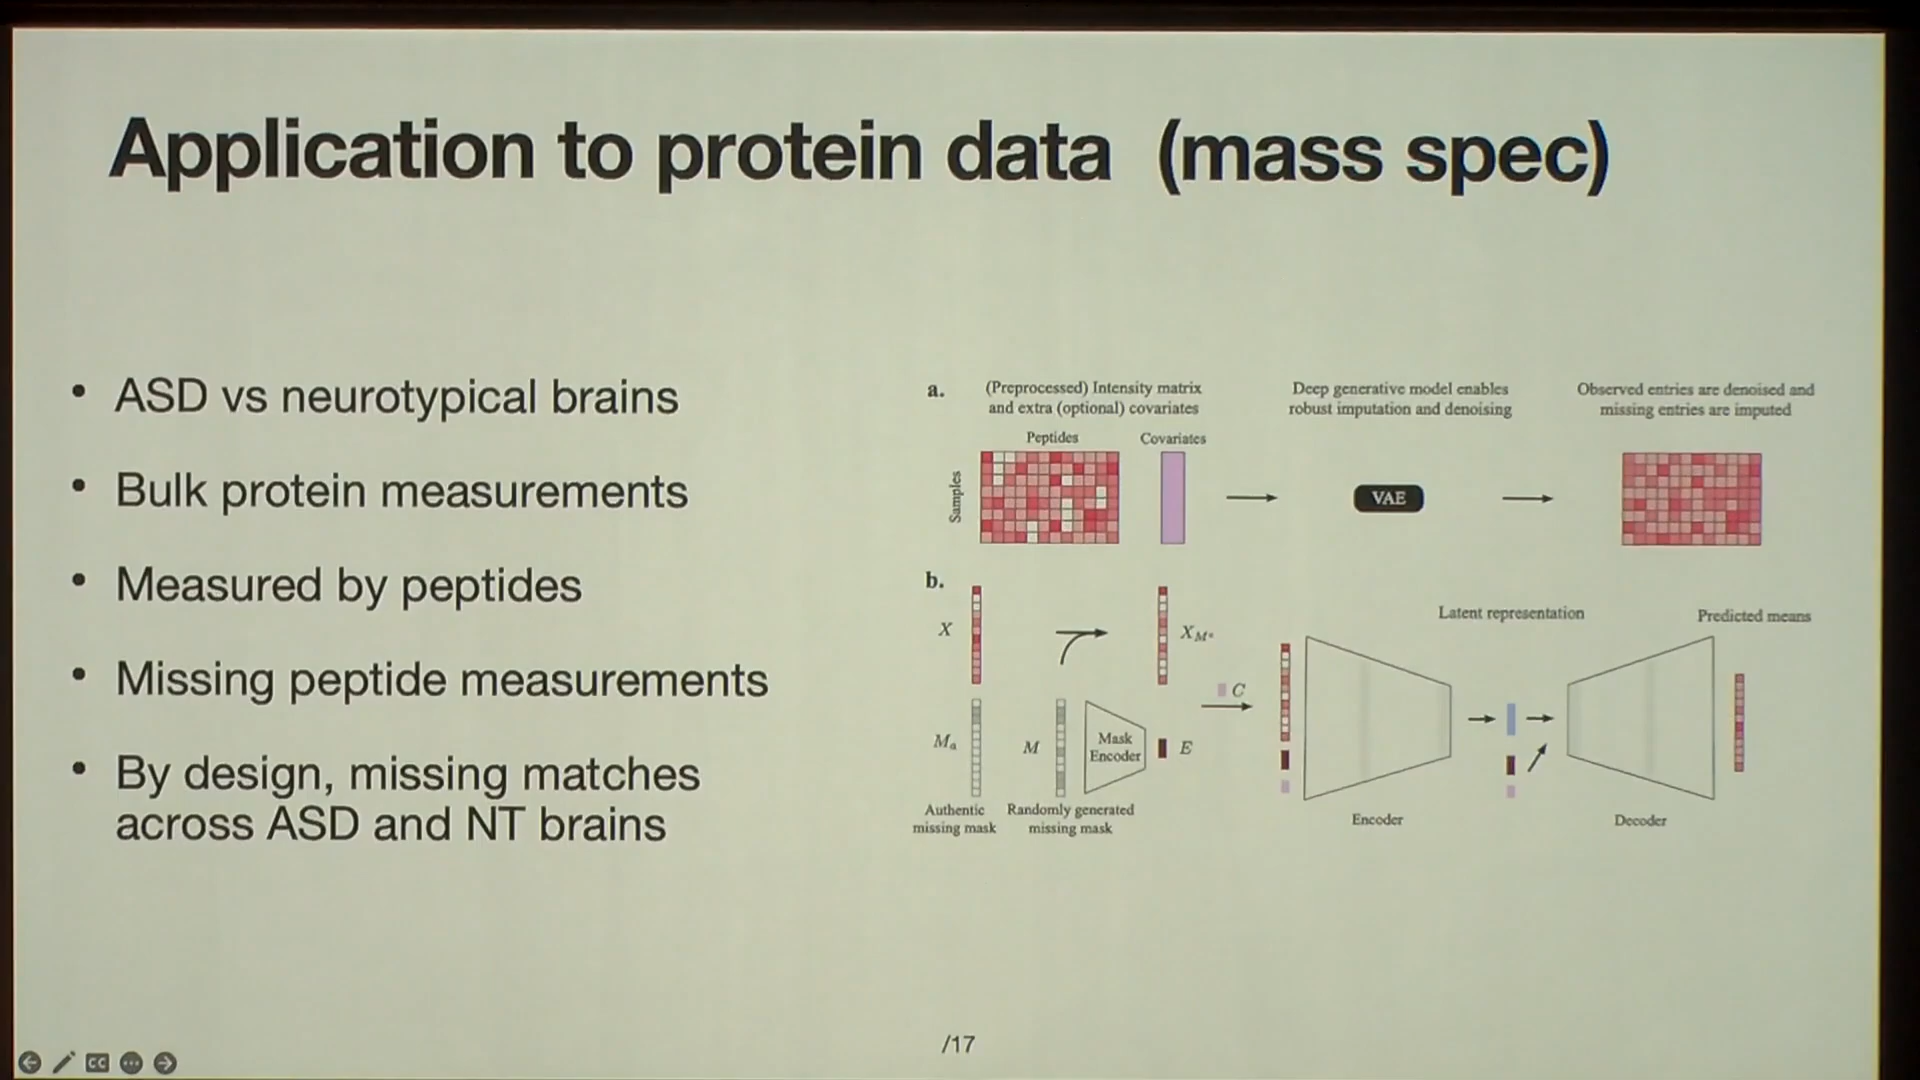 Application to protein data (mass spec)
• ASD vs neurotypical brains
• Bulk protein measurements
• Measured by peptides
• Missing peptide measurements
• By design, missing matches
across ASD and NT brains
a.
(Preprocessed) Intensity matrix
and extra (optional) covariates
Deep generative model enables
robust imputation and denoising
Observed entries are denoised and
missing entries are imputed
Peptides
Covariates
Samples
VAE
b.
X
X_M*
Latent representation
Predicted means
C
M_a
M
Mask
Encoder
E
Authentic
missing mask
Randomly generated
missing mask
Encoder
Decoder
/17
CC